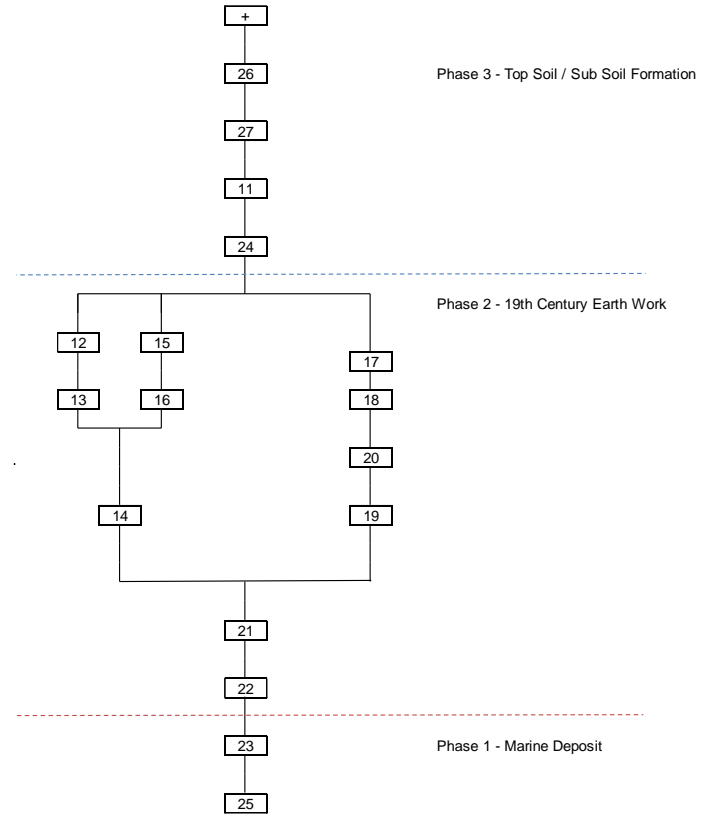 +
26 Phase 3 - Top Soil / Sub Soil Formation
27
11
24
Phase 2 - 19th Century Earth Work
12 15
17
13 16 18
20
14 19
21
22
23 Phase 1 - Marine Deposit
25